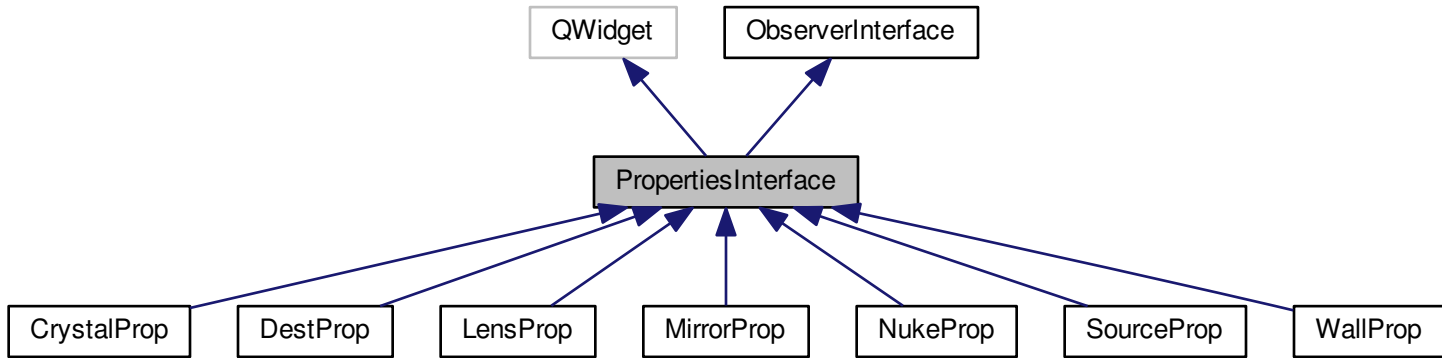 QWidget
ObserverInterface
PropertiesInterface
CrystalProp
DestProp
LensProp
MirrorProp
NukeProp
SourceProp
WallProp